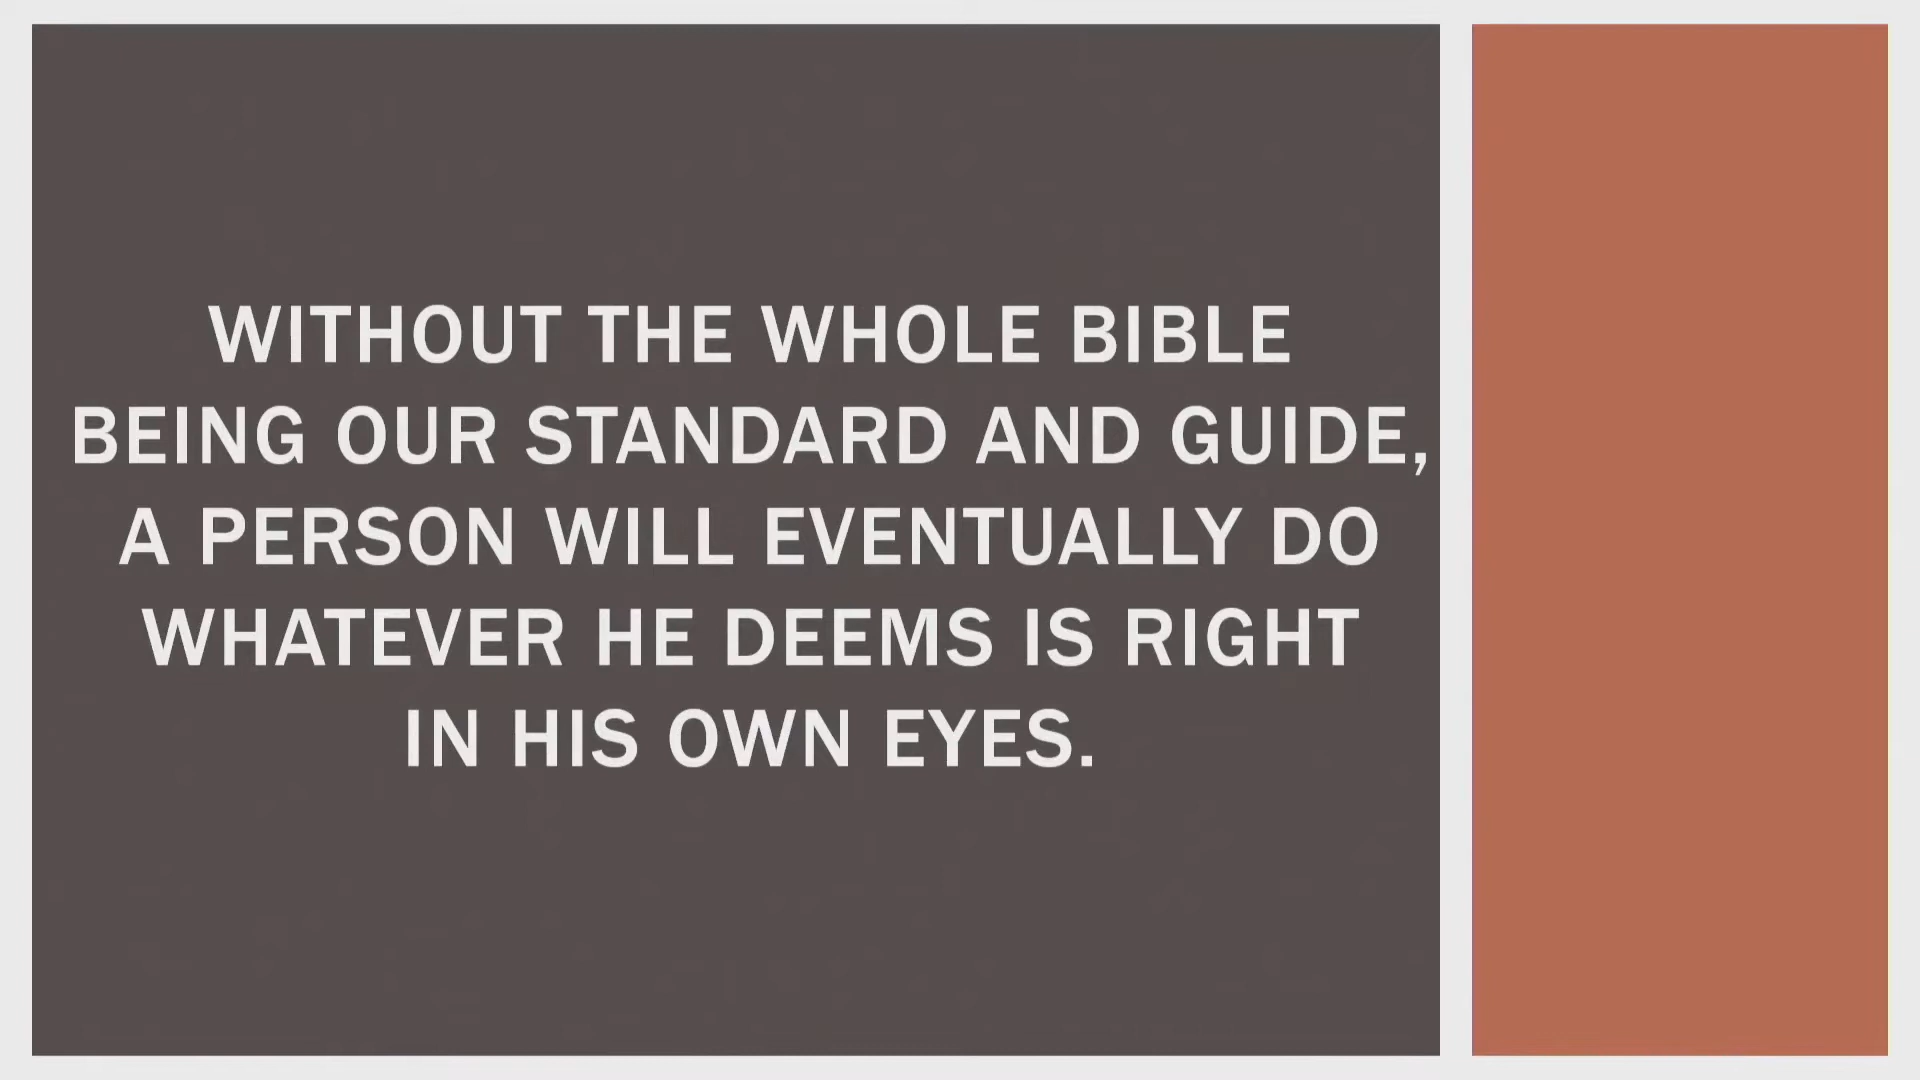 WITHOUT THE WHOLE BIBLE
BEING OUR STANDARD AND GUIDE,
A PERSON WILL EVENTUALLY DO
WHATEVER HE DEEMS IS RIGHT
IN HIS OWN EYES.